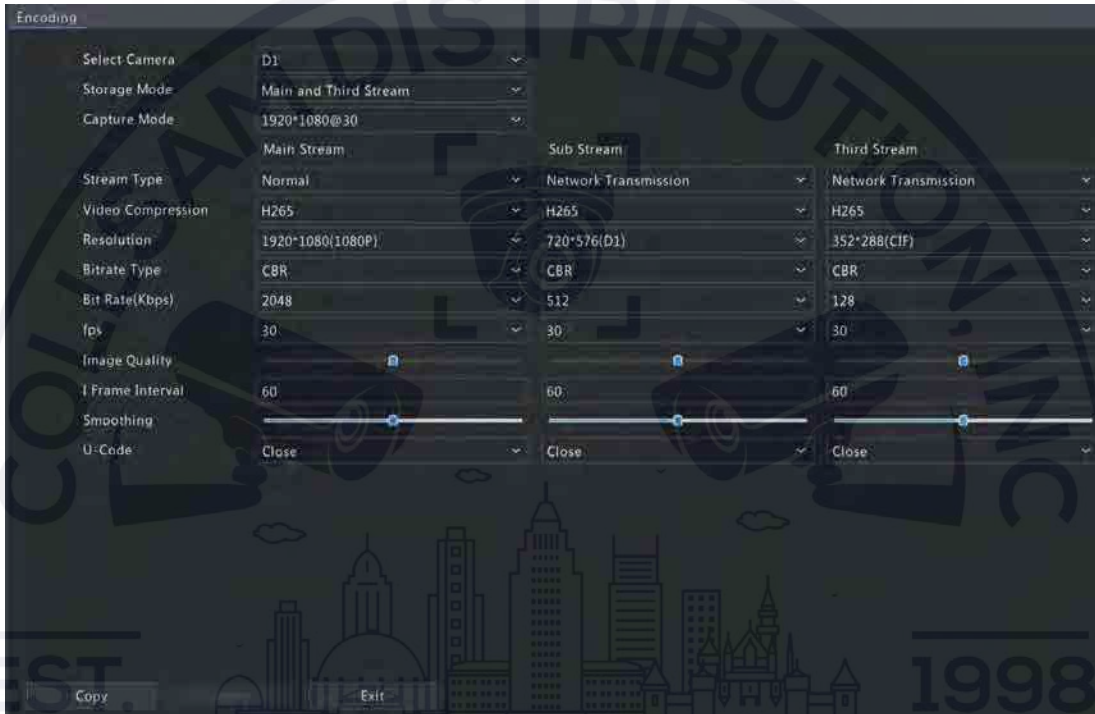 Encoding
Select Camera D1
Storage Mode Main and Third Stream
Capture Mode 1920*1080@30
Main Stream Sub Stream Third Stream
Stream Type Normal Network Transmission Network Transmission
Video Compression H265 H265 H265
Resolution 1920*1080(1080P) 720*576(D1) 352*288(CIF)
Bitrate Type CBR CBR CBR
Bit Rate(Kbps) 2048 512 128
fps 30 30 30
Image Quality
I Frame Interval 60 60 60
Smoothing
U-Code Close Close Close
Copy Exit
COLLOSAN DISTRIBUTION, INC
EST. 1998